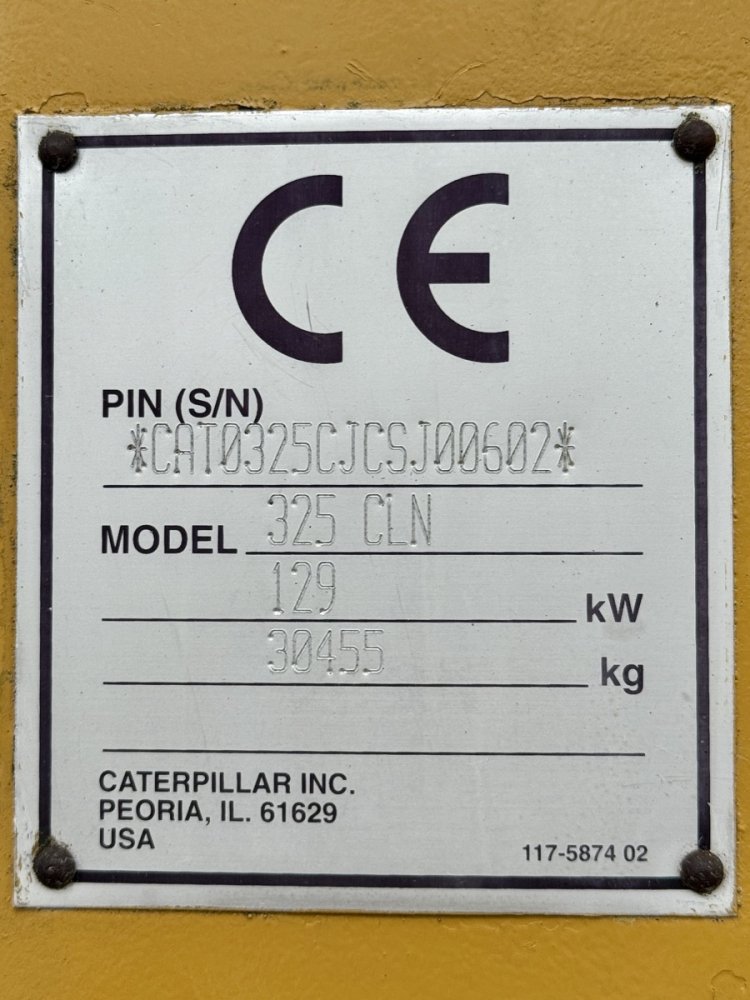 CE
PIN (S/N)
*CAT0325CJCSJ00602*
MODEL 325 CLN
129 kW
30455 kg
CATERPILLAR INC.
PEORIA, IL. 61629
USA
117-5874 02